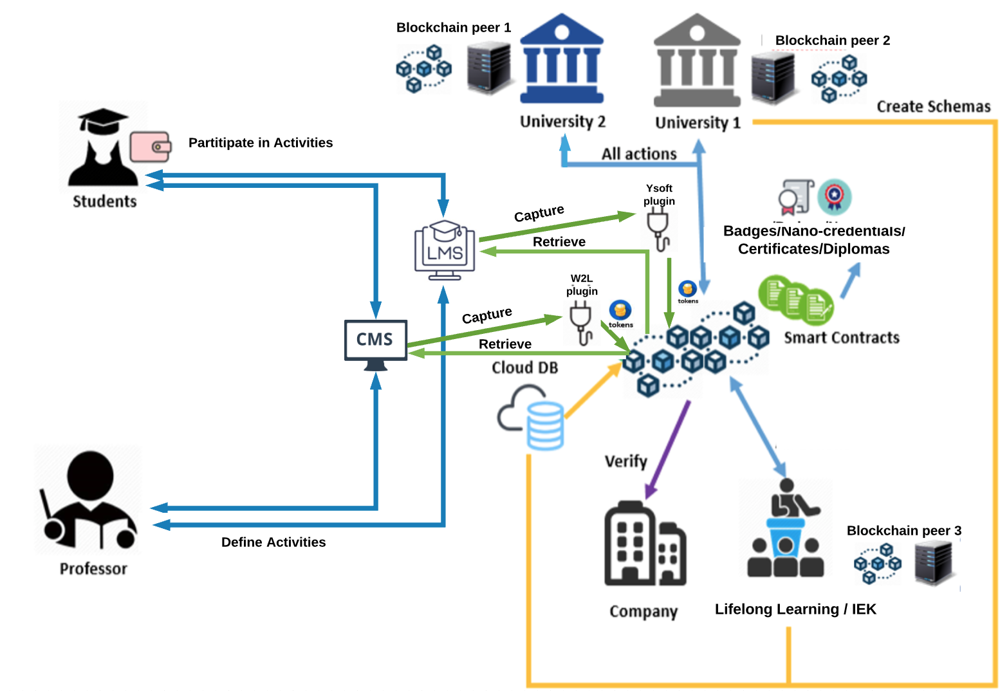 Blockchain peer 1
Blockchain peer 2
Create Schemas
University 2
University 1
Partitipate in Activities
All actions
Students
Ysoft
plugin
Capture
Retrieve
LMS
Badges/Nano-credentials/
Certificates/Diplomas
W2L
plugin
tokens
Capture
tokens
CMS
Retrieve
Smart Contracts
Cloud DB
Verify
Blockchain peer 3
Define Activities
Professor
Company
Lifelong Learning / IEK